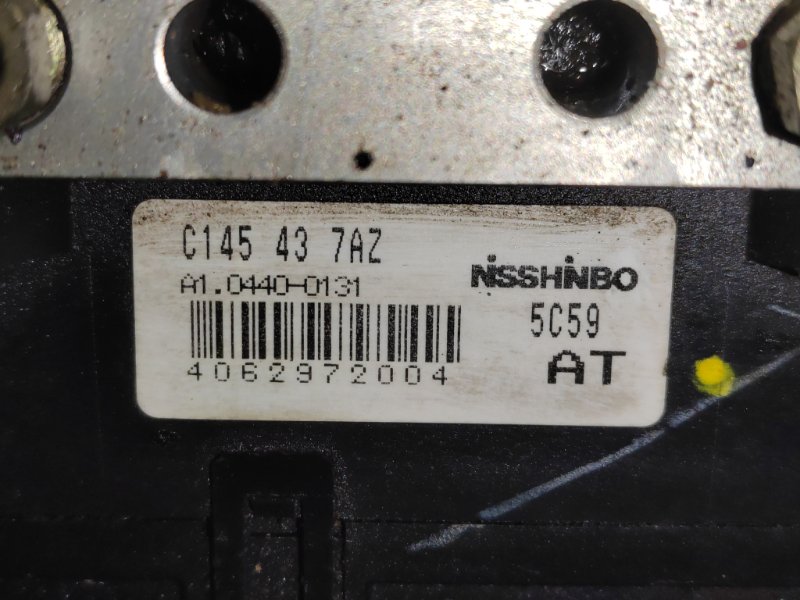 C145 43 7AZ
NISSHINBO
A1.0440-0131
5C59
4062972004
AT